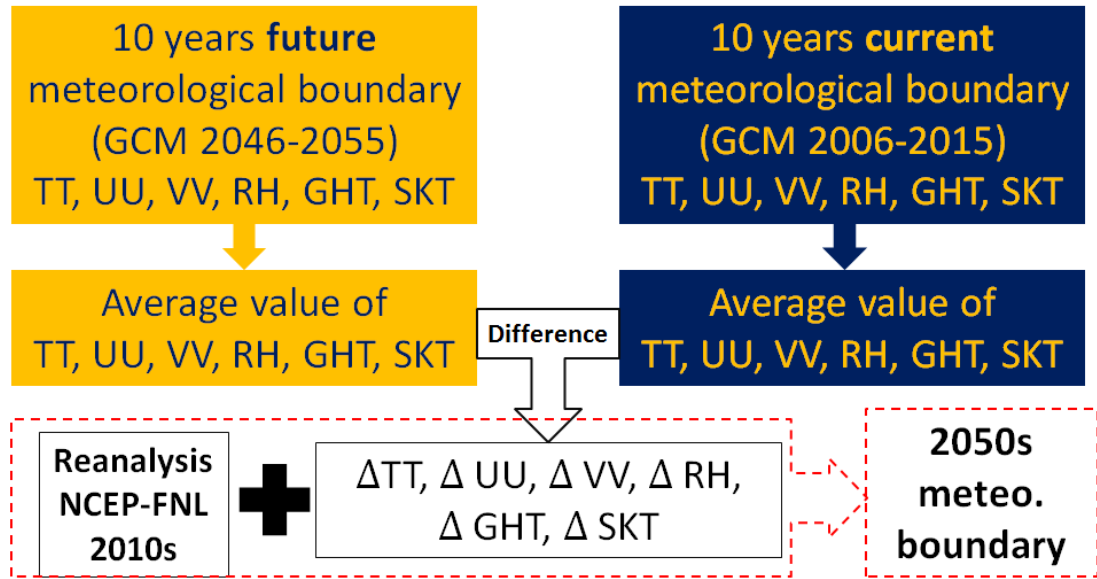 10 years future
meteorological boundary
(GCM 2046-2055)
TT, UU, VV, RH, GHT, SKT
10 years current
meteorological boundary
(GCM 2006-2015)
TT, UU, VV, RH, GHT, SKT
Average value of
TT, UU, VV, RH, GHT, SKT
Difference
Average value of
TT, UU, VV, RH, GHT, SKT
Reanalysis
NCEP-FNL
2010s
ΔTT, Δ UU, Δ VV, Δ RH,
Δ GHT, Δ SKT
2050s
meteo.
boundary